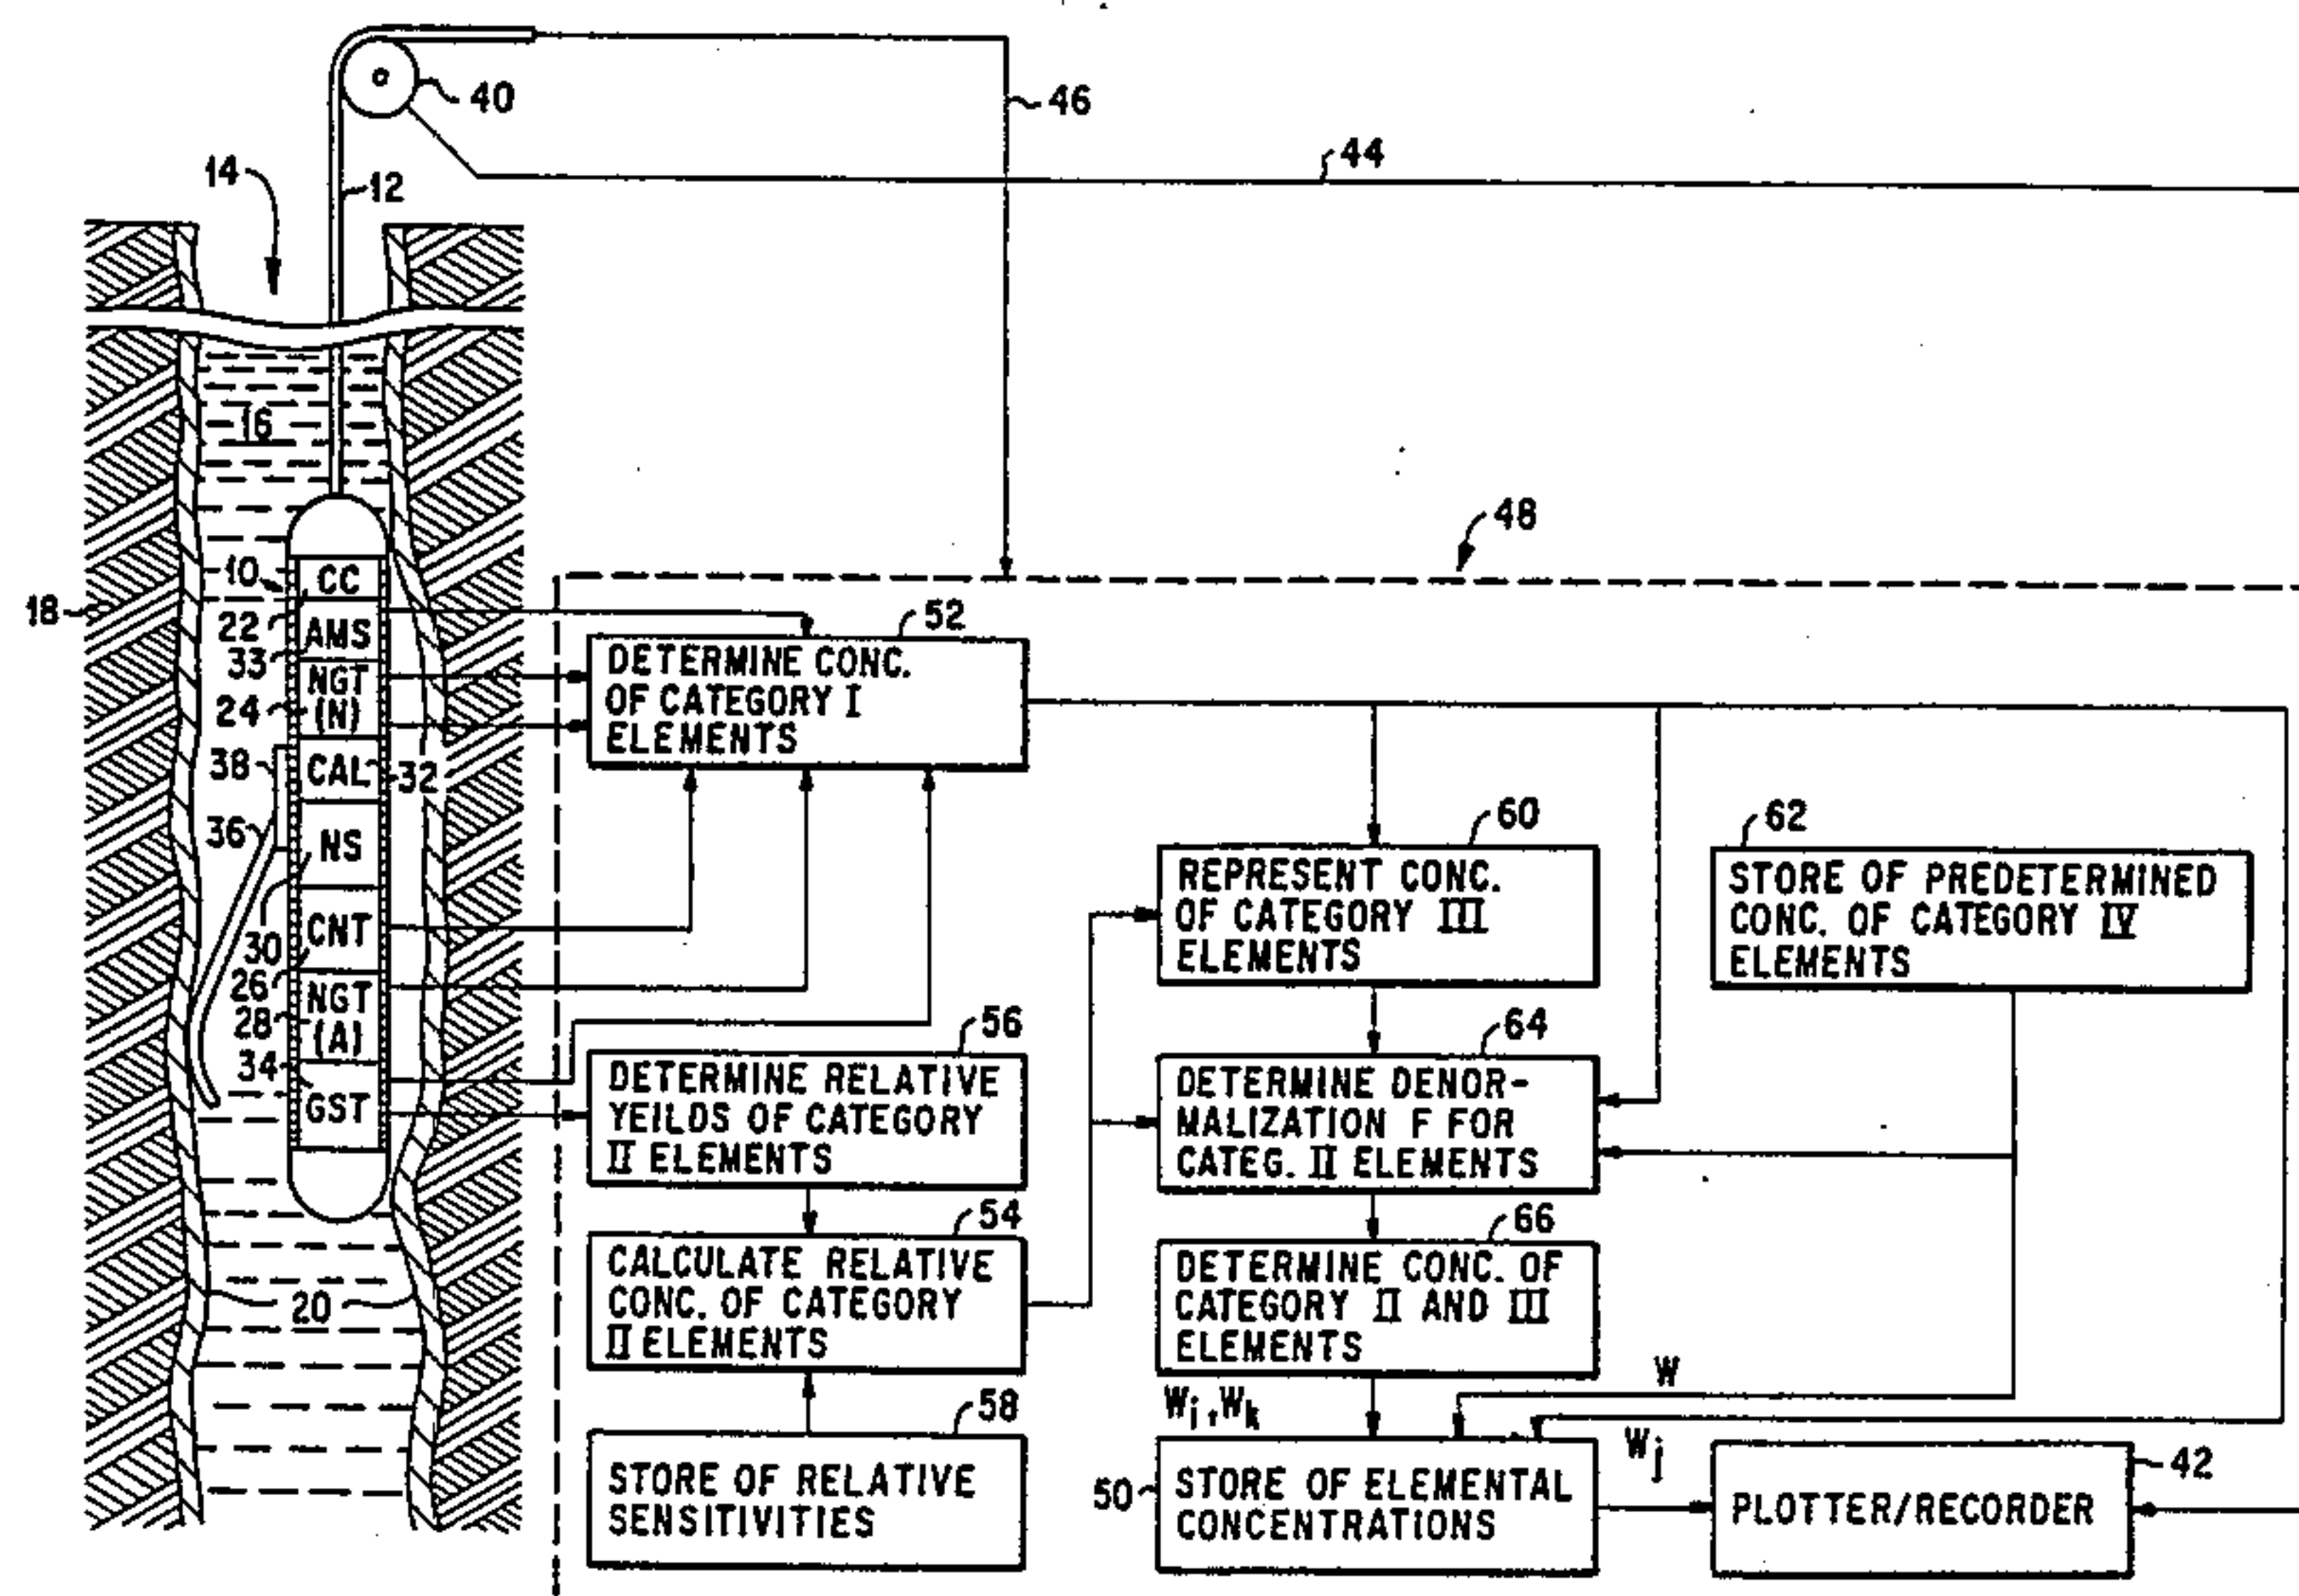 40
46
44
14
12
16
48
10
CC
18
22
AMS
52
33
NGT
(N)
24
DETERMINE CONC.
OF CATEGORY I
ELEMENTS
38
CAL
32
36
NS
60
62
REPRESENT CONC.
OF CATEGORY III
ELEMENTS
STORE OF PREDETERMINED
CONC. OF CATEGORY IV
ELEMENTS
30
CNT
26
NGT
(A)
28
56
64
34
GST
DETERMINE RELATIVE
YEILDS OF CATEGORY
II ELEMENTS
DETERMINE DENOR-
MALIZATION F FOR
CATEG. II ELEMENTS
54
66
CALCULATE RELATIVE
CONC. OF CATEGORY
II ELEMENTS
DETERMINE CONC. OF
CATEGORY II AND III
ELEMENTS
20
W
Wi, Wk
58
Wj
42
STORE OF RELATIVE
SENSITIVITIES
50
STORE OF ELEMENTAL
CONCENTRATIONS
PLOTTER/RECORDER